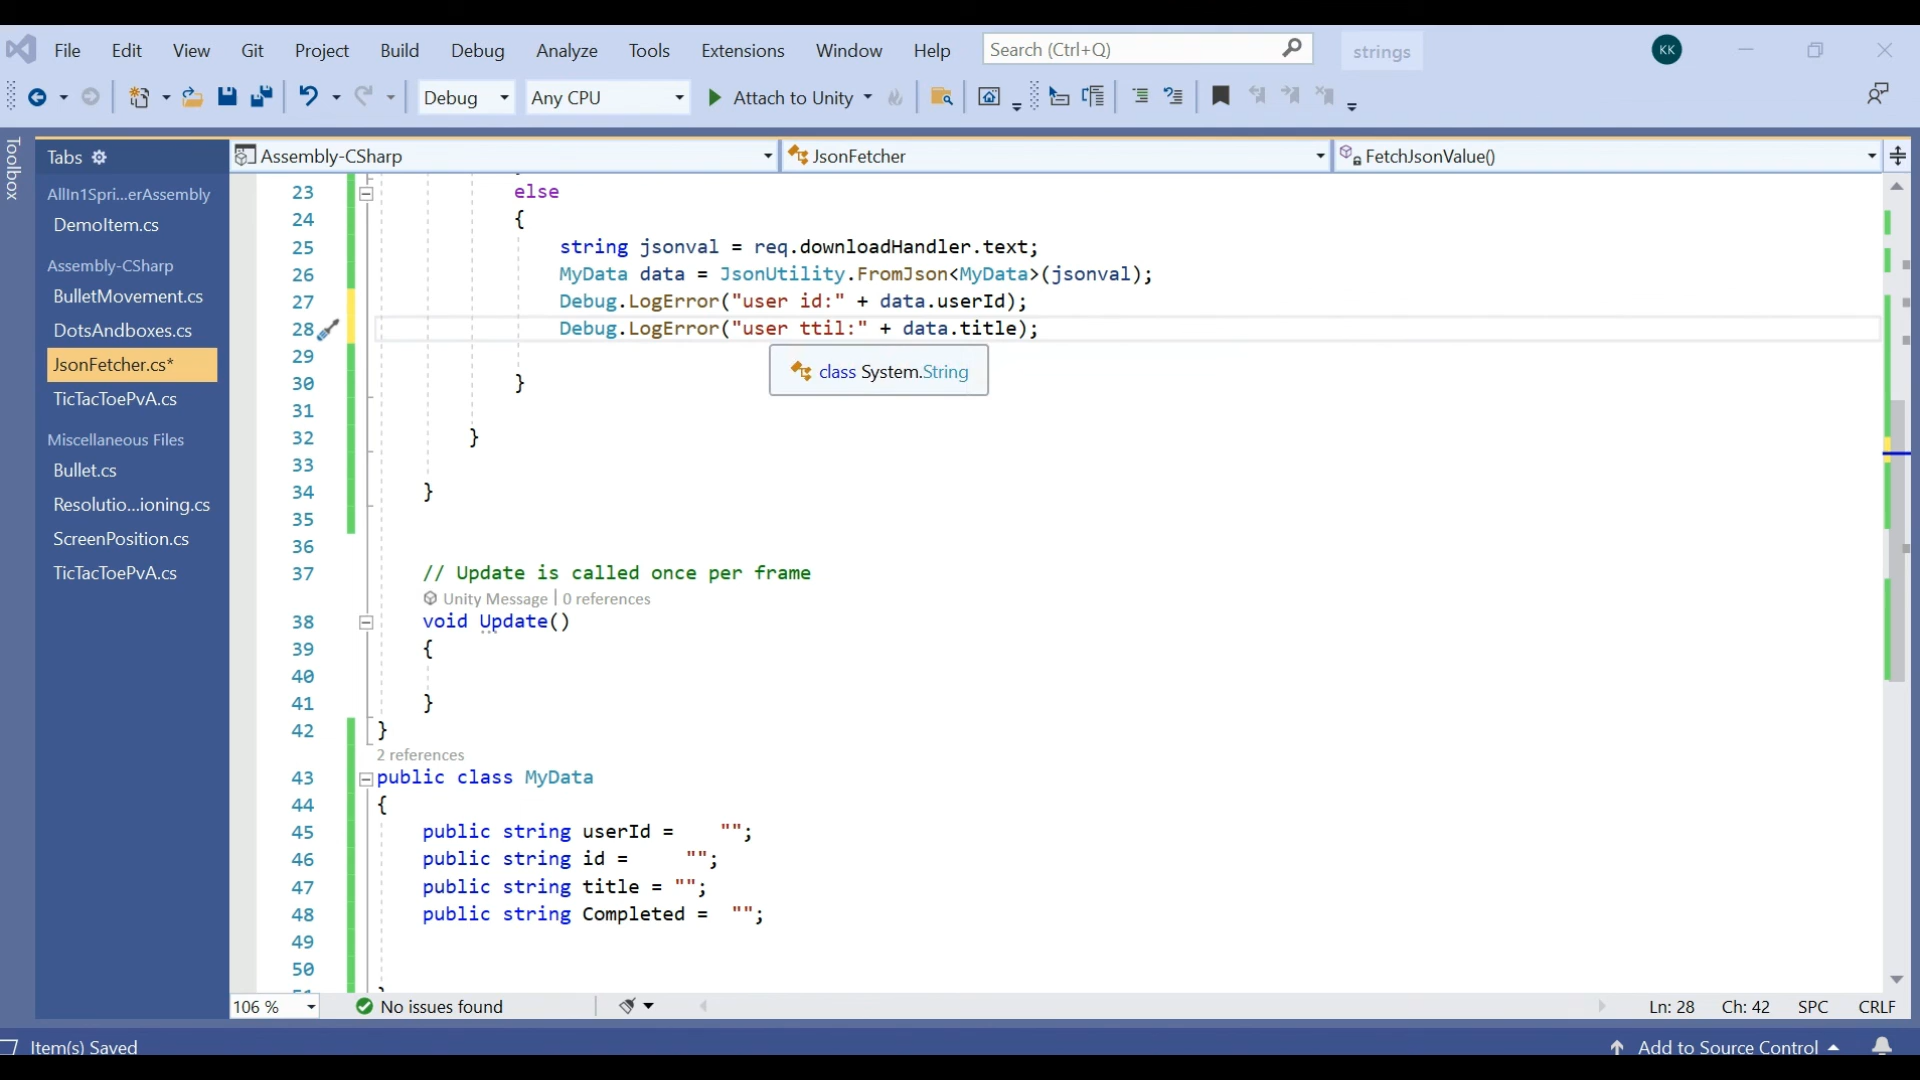 File Edit View Git Project Build Debug Analyze Tools Extensions Window Help Search (Ctrl+Q) strings KK
Debug Any CPU Attach to Unity
Toolbox
Tabs
AllIn1Spri...erAssembly
DemoItem.cs
Assembly-CSharp
BulletMovement.cs
DotsAndboxes.cs
JsonFetcher.cs*
TicTacToePvA.cs
Miscellaneous Files
Bullet.cs
Resolutio...ioning.cs
ScreenPosition.cs
TicTacToePvA.cs
Assembly-CSharp JsonFetcher FetchJsonValue()
23 else
24 {
25 string jsonval = req.downloadHandler.text;
26 MyData data = JsonUtility.FromJson<MyData>(jsonval);
27 Debug.LogError("user id:" + data.userId);
28 Debug.LogError("user ttil:" + data.title);
class System.String
29
30 }
31
32 }
33
34 }
35
36
37 // Update is called once per frame
Unity Message | 0 references
38 void Update()
39 {
40
41 }
42 }
2 references
43 public class MyData
44 {
45 public string userId = "";
46 public string id = "";
47 public string title = "";
48 public string Completed = "";
49
50
106 % No issues found Ln: 28 Ch: 42 SPC CRLF
Item(s) Saved Add to Source Control